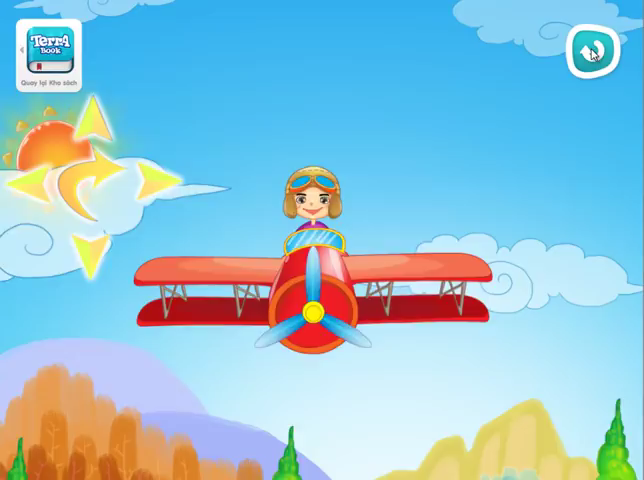 TERRA
BOOK
Quay lại Kho sách